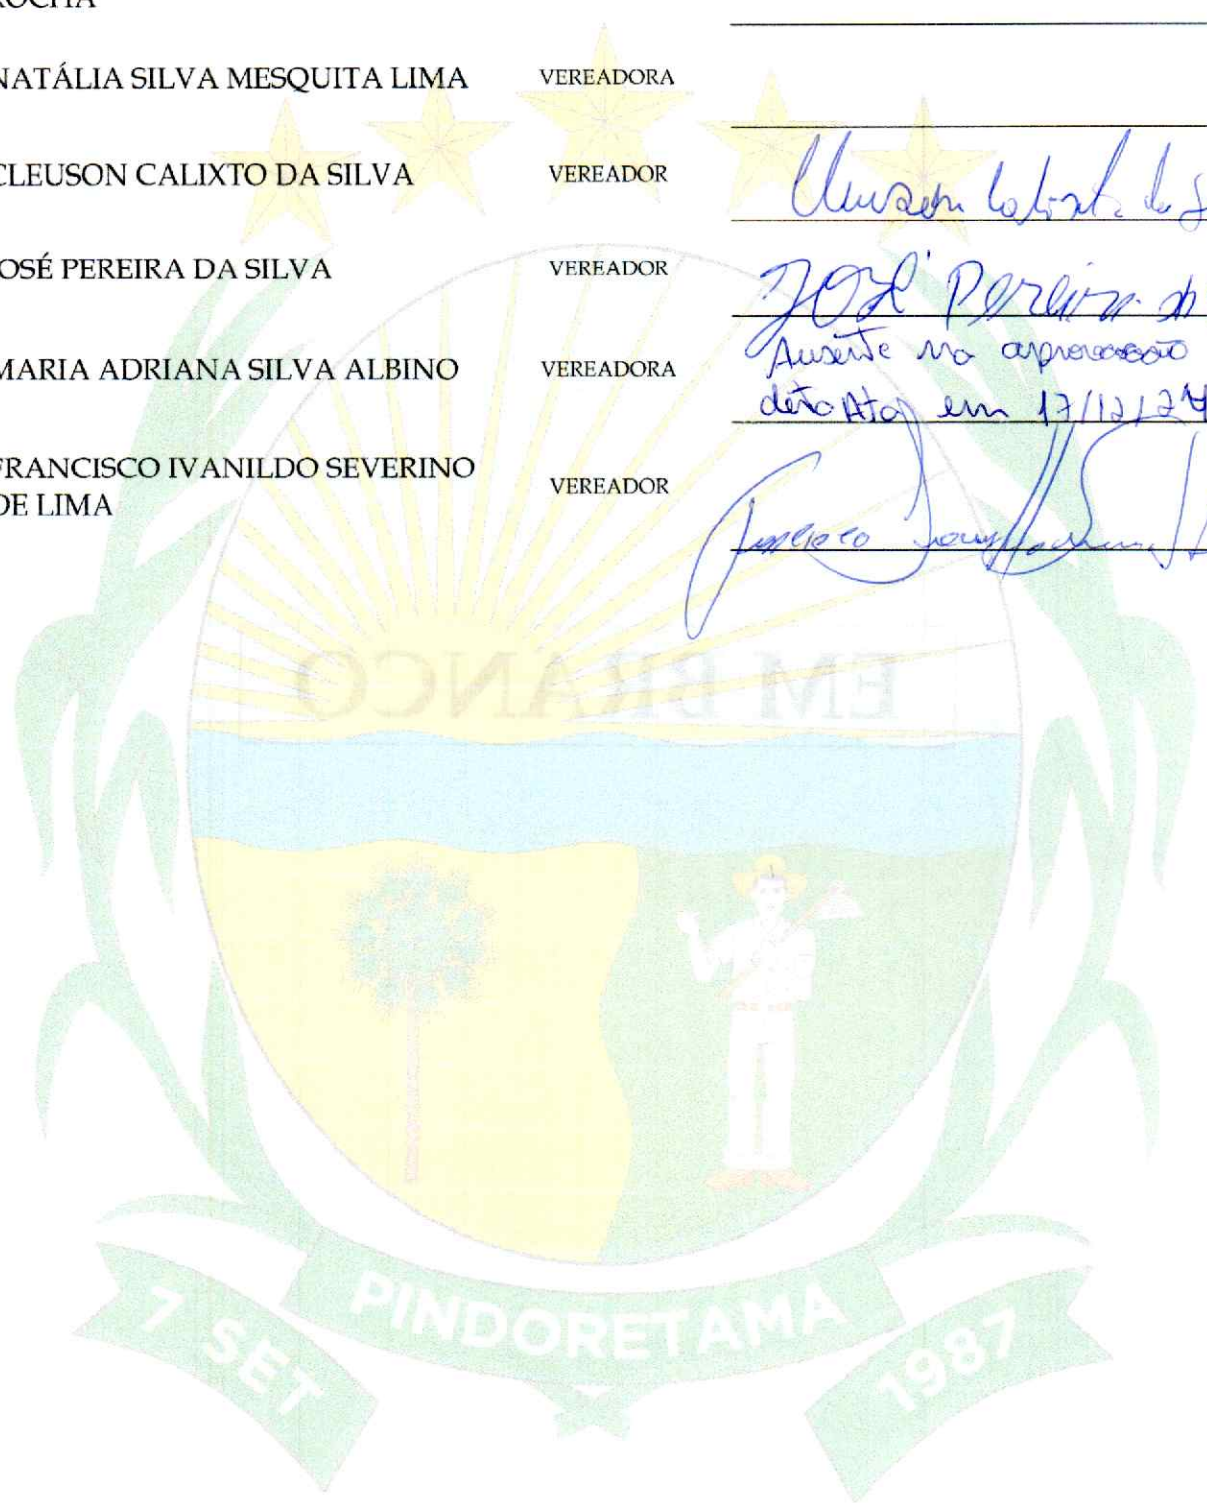 ROCHA
NATÁLIA SILVA MESQUITA LIMA VEREADORA
CLEUSON CALIXTO DA SILVA VEREADOR
JOSÉ PEREIRA DA SILVA VEREADOR José Pereira
MARIA ADRIANA SILVA ALBINO VEREADORA Ausente na aprovação
desta Ata em 17/12/24
FRANCISCO IVANILDO SEVERINO
DE LIMA VEREADOR
EM BRANCO
PINDORETAMA
7 SET 1987